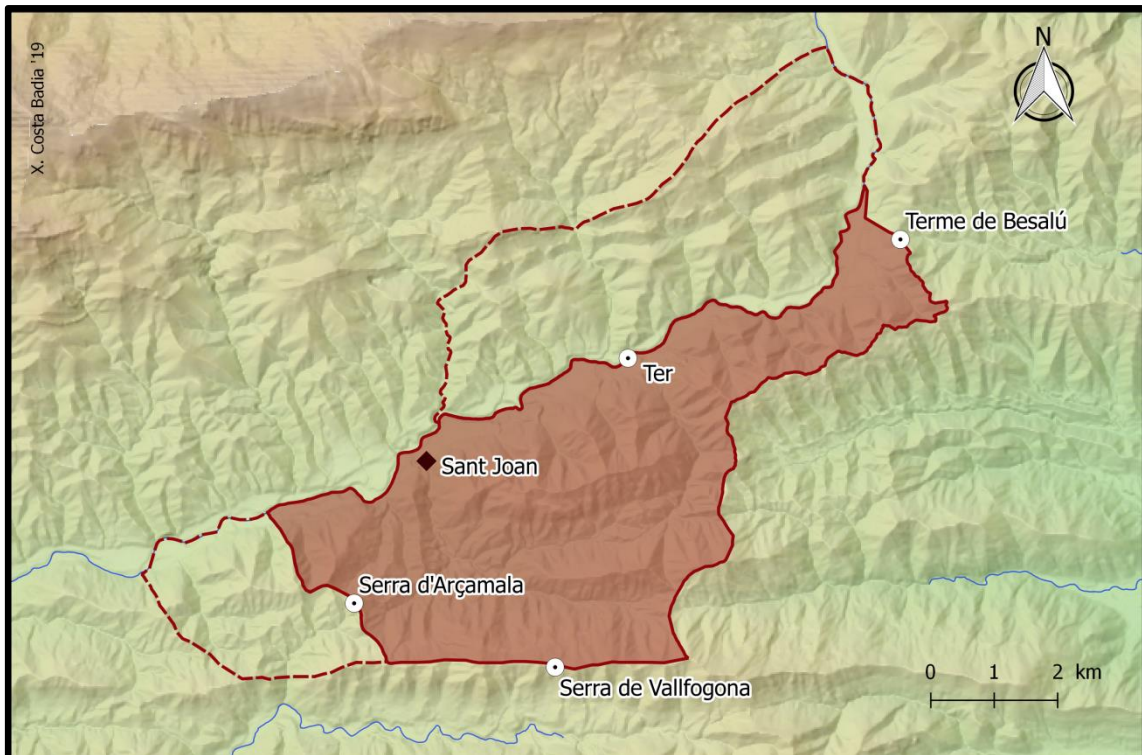 X. Costa Badia '19
N
Terme de Besalú
Ter
Sant Joan
Serra d'Arçamala
Serra de Vallfogona
0 1 2 km